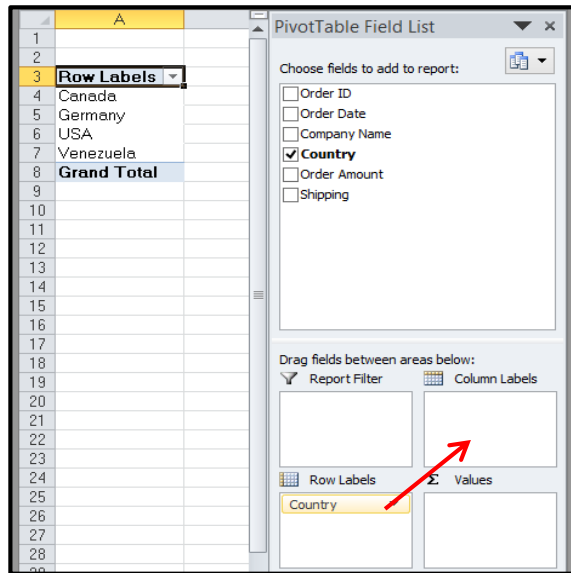 A
PivotTable Field List
1
2
3 Row Labels
4 Canada
5 Germany
6 USA
7 Venezuela
8 Grand Total
9
10
11
12
13
14
15
16
17
18
19
20
21
22
23
24
25
26
27
28
Choose fields to add to report:
Order ID
Order Date
Company Name
Country
Order Amount
Shipping
Drag fields between areas below:
Report Filter
Column Labels
Row Labels
Σ Values
Country